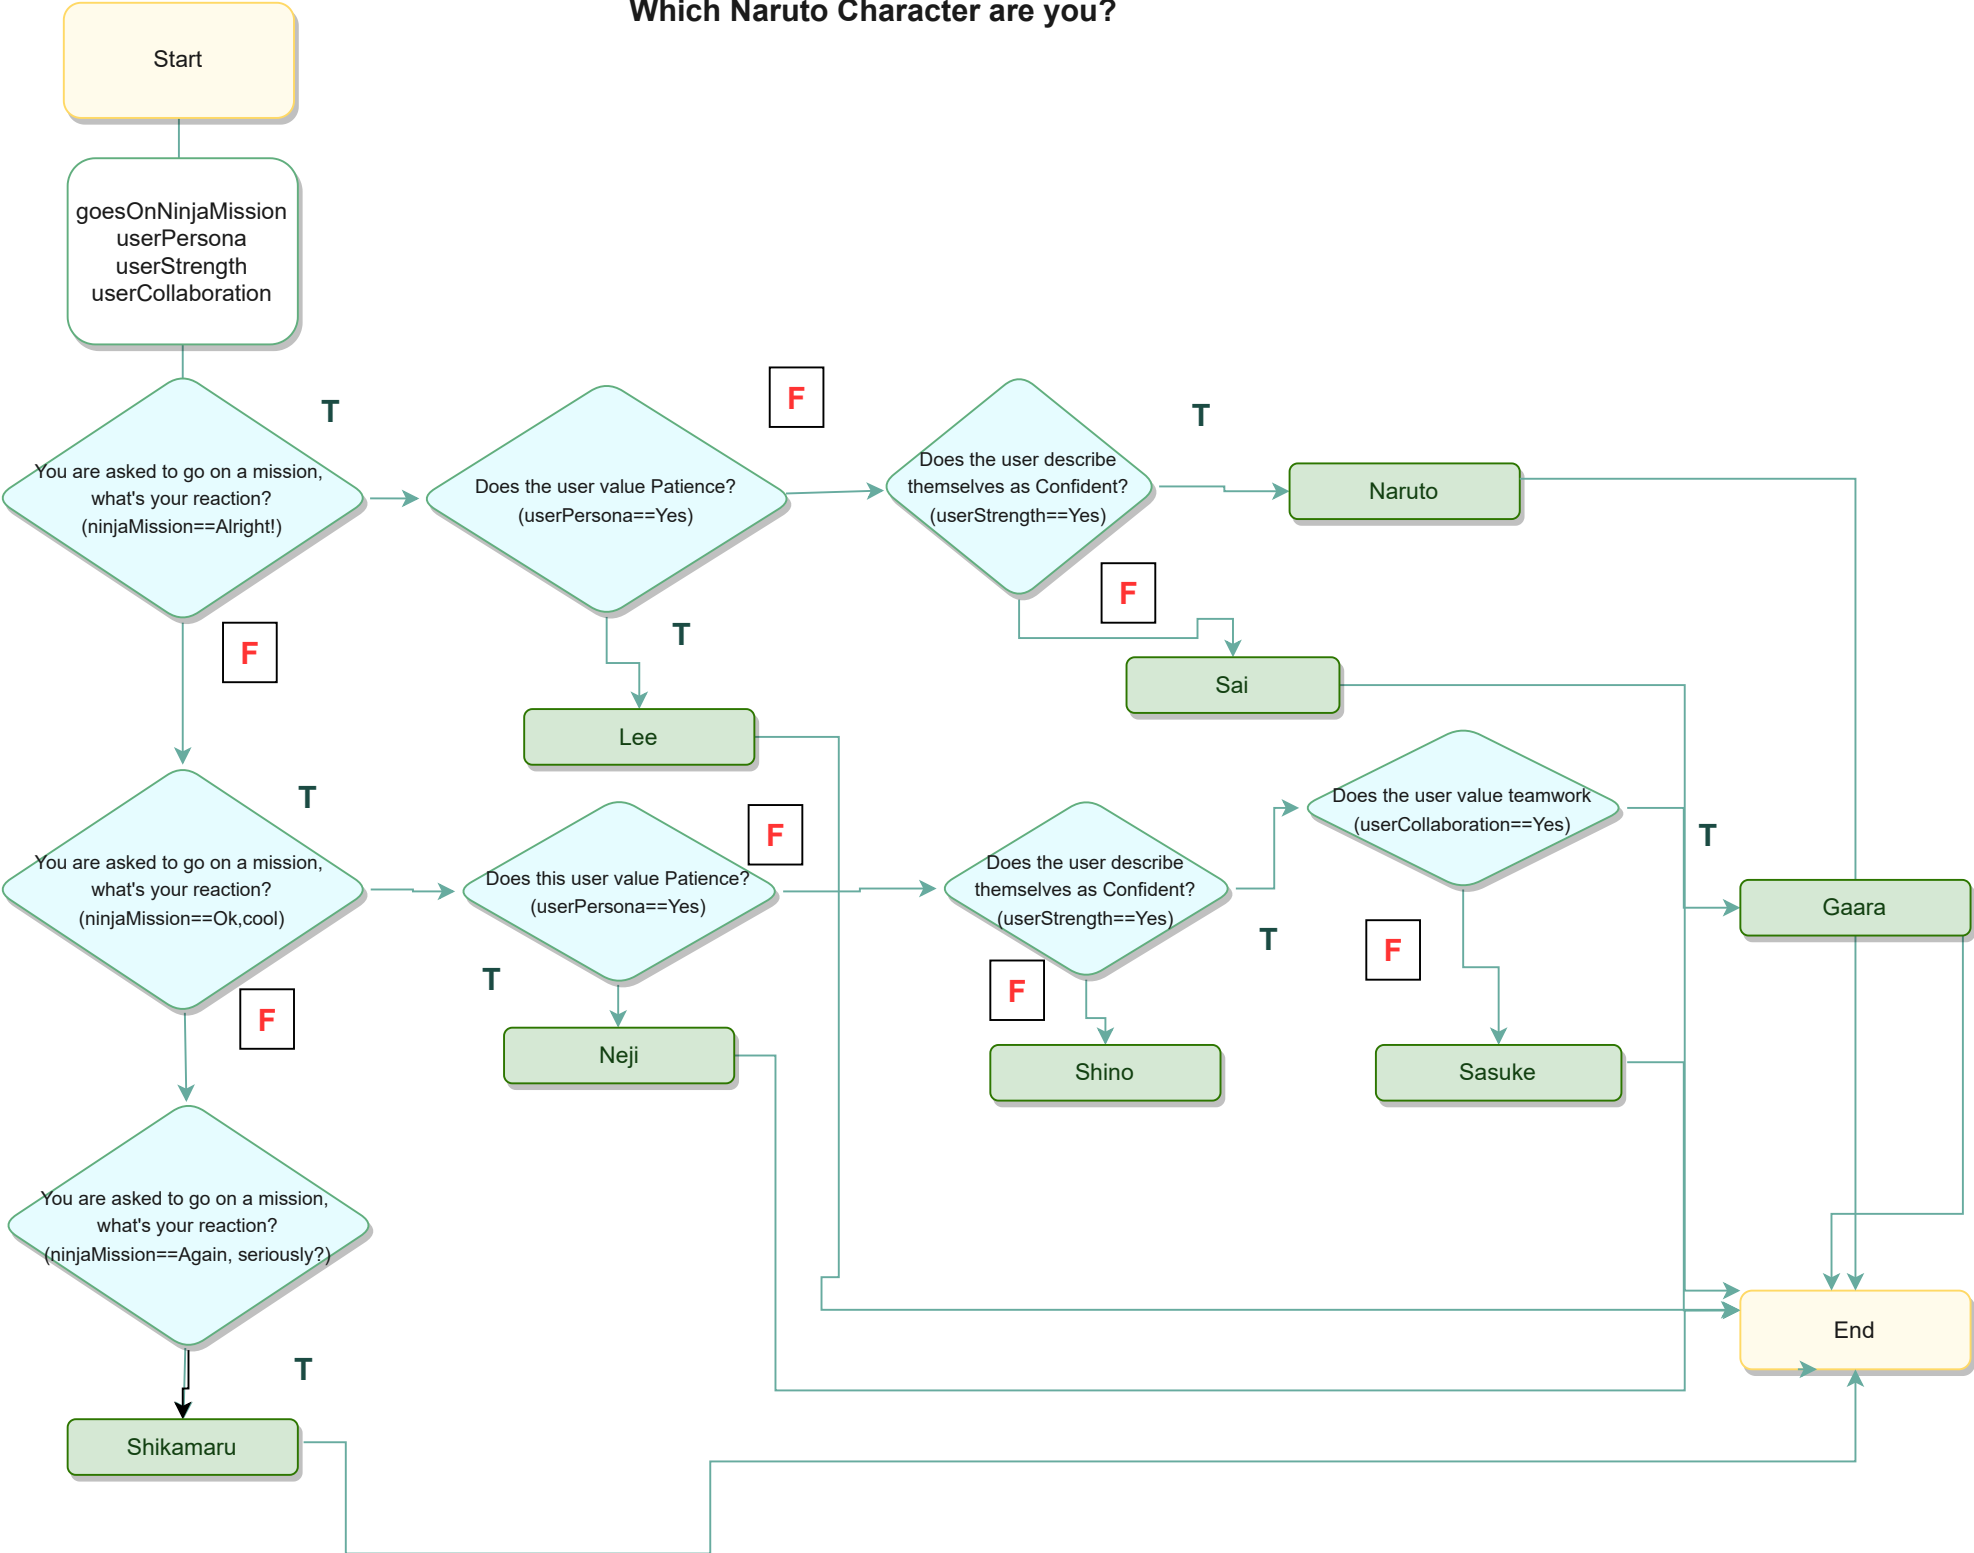 Which Naruto Character are you?
Start
goesOnNinjaMission
userPersona
userStrength
userCollaboration
You are asked to go on a mission,
what's your reaction?
(ninjaMission==Alright!)
T
F
Does the user value Patience?
(userPersona==Yes)
F
T
Does the user describe
themselves as Confident?
(userStrength==Yes)
T
F
Naruto
Sai
Lee
You are asked to go on a mission,
what's your reaction?
(ninjaMission==Ok,cool)
T
F
Does this user value Patience?
(userPersona==Yes)
F
T
Does the user describe
themselves as Confident?
(userStrength==Yes)
T
F
Does the user value teamwork
(userCollaboration==Yes)
T
F
Gaara
Neji
Shino
Sasuke
You are asked to go on a mission,
what's your reaction?
(ninjaMission==Again, seriously?)
T
Shikamaru
End